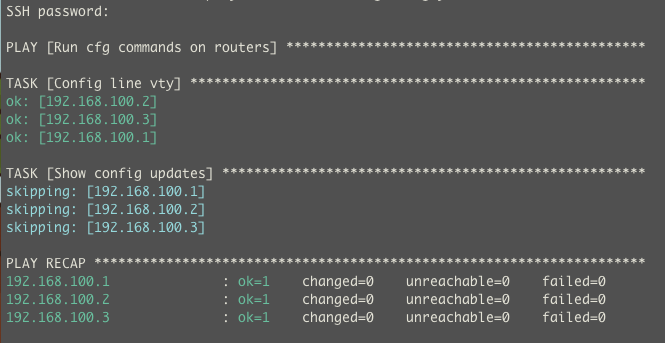 SSH password:
PLAY [Run cfg commands on routers] *********************************************
TASK [Config line vty] *********************************************************
ok: [192.168.100.2]
ok: [192.168.100.3]
ok: [192.168.100.1]
TASK [Show config updates] *****************************************************
skipping: [192.168.100.1]
skipping: [192.168.100.2]
skipping: [192.168.100.3]
PLAY RECAP *********************************************************************
192.168.100.1              : ok=1    changed=0    unreachable=0    failed=0
192.168.100.2              : ok=1    changed=0    unreachable=0    failed=0
192.168.100.3              : ok=1    changed=0    unreachable=0    failed=0